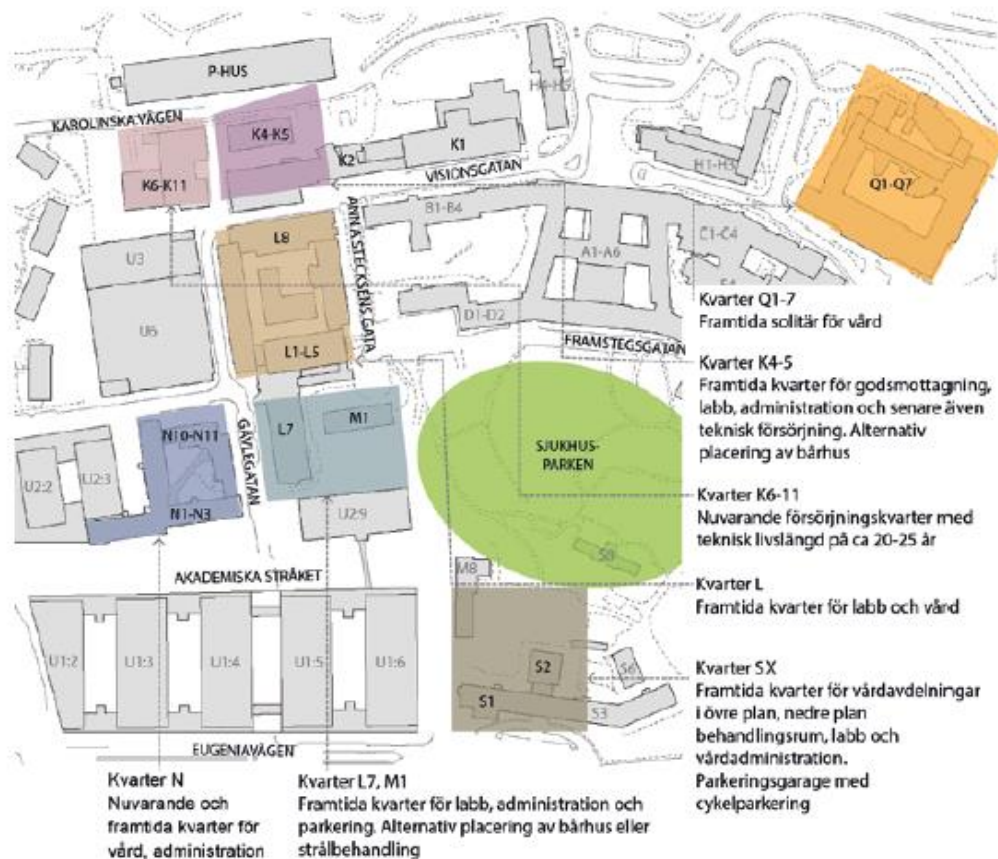 P-HUS
KAROLINSKA VÄGEN
K4-K5
K2
K1
VISIONSGATAN
H1-H3
K6-K11
Q1-Q7
B1-B4
ANNA STECKSENS GATA
L8
U3
A1-A6
C1-C4
U6
D1-D2
L1-L5
FRAMSTEGSGATAN
Kvarter Q1-7
Framtida solitär för vård
Kvarter K4-5
Framtida kvarter för godsmottagning,
labb, administration och senare även
teknisk försörjning. Alternativ
placering av bårhus
L7
M1
GÄVLEGATAN
N10-N11
SJUKHUS-
PARKEN
U2:2
U2:3
N1-N3
U2:9
Kvarter K6-11
Nuvarande försörjningskvarter med
teknisk livslängd på ca 20-25 år
S8
M8
AKADEMISKA STRÅKET
Kvarter L
Framtida kvarter för labb och vård
U1:2
U1:3
U1:4
U1:5
U1:6
S2
S6
S1
S3
Kvarter SX
Framtida kvarter för vårdavdelningar
i övre plan, nedre plan
behandlingsrum, labb och
vårdadministration.
Parkeringsgarage med
cykelparkering
EUGENIAVÄGEN
Kvarter N
Nuvarande och
framtida kvarter för
vård, administration
Kvarter L7, M1
Framtida kvarter för labb, administration och
parkering. Alternativ placering av bårhus eller
strålbehandling